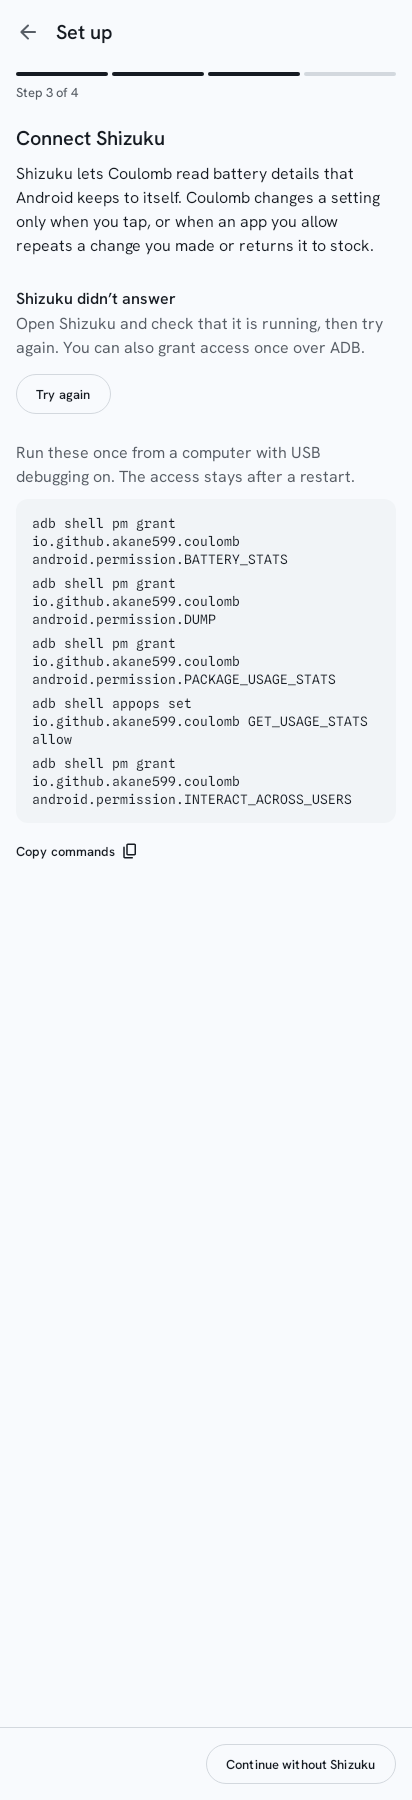 Set up
Step 3 of 4
Connect Shizuku
Shizuku lets Coulomb read battery details that
Android keeps to itself. Coulomb changes a setting
only when you tap, or when an app you allow
repeats a change you made or returns it to stock.
Shizuku didn’t answer
Open Shizuku and check that it is running, then try
again. You can also grant access once over ADB.
Try again
Run these once from a computer with USB
debugging on. The access stays after a restart.
adb shell pm grant
io.github.akane599.coulomb
android.permission.BATTERY_STATS
adb shell pm grant
io.github.akane599.coulomb
android.permission.DUMP
adb shell pm grant
io.github.akane599.coulomb
android.permission.PACKAGE_USAGE_STATS
adb shell appops set
io.github.akane599.coulomb GET_USAGE_STATS
allow
adb shell pm grant
io.github.akane599.coulomb
android.permission.INTERACT_ACROSS_USERS
Copy commands
Continue without Shizuku